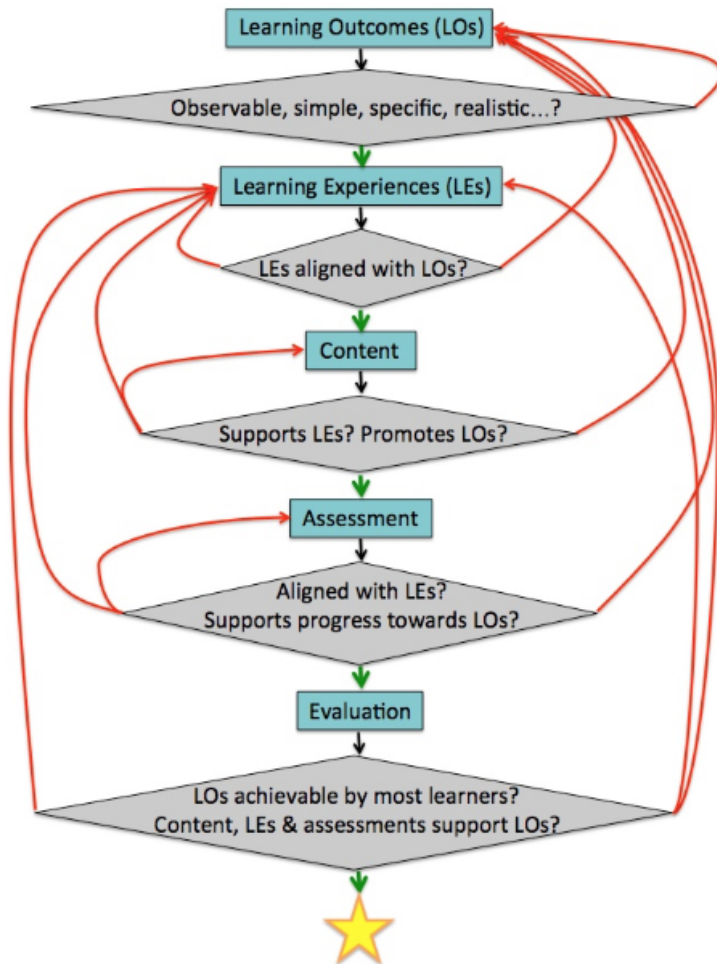 Learning Outcomes (LOs)
Observable, simple, specific, realistic...?
Learning Experiences (LEs)
LEs aligned with LOs?
Content
Supports LEs? Promotes LOs?
Assessment
Aligned with LEs?
Supports progress towards LOs?
Evaluation
LOs achievable by most learners?
Content, LEs & assessments support LOs?